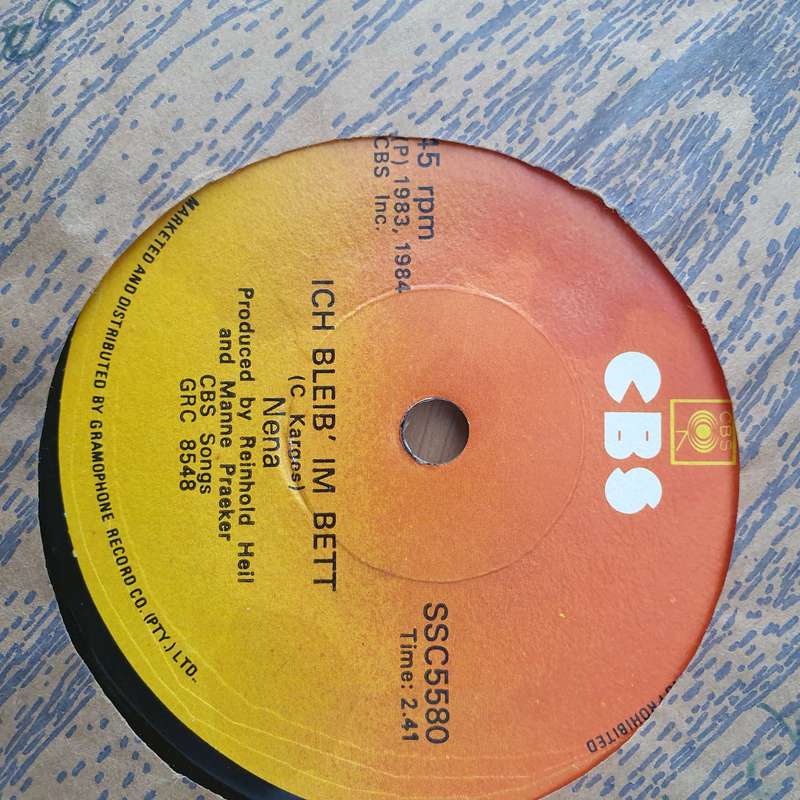 CBS
CBS
45 rpm
(P) 1983, 1984
CBS Inc.
SSC5580
Time: 2.41
ICH BLEIB' IM BETT
(C. Karges)
Nena
Produced by Reinhold Heil
and Manne Praeker
CBS Songs
GRC 8548
MARKETED AND DISTRIBUTED BY GRAMOPHONE RECORD CO. (PTY.) LTD.
PROHIBITED